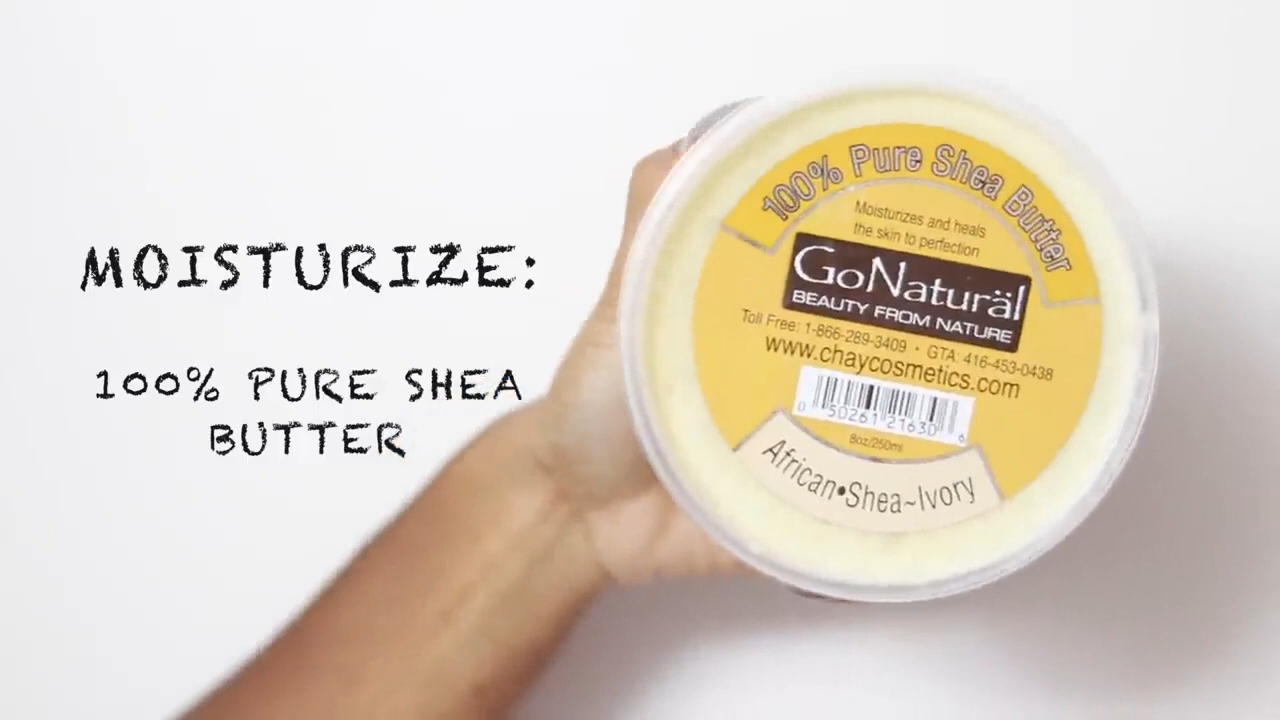 MOISTURIZE:
100% PURE SHEA
BUTTER
100% Pure Shea Butter
Moisturizes and heals
the skin to perfection
GoNaturäl
BEAUTY FROM NATURE
Toll Free: 1-866-289-3409 • GTA: 416-453-0438
www.chaycosmetics.com
0 50261 21630 6
8oz/250ml
African•Shea~Ivory